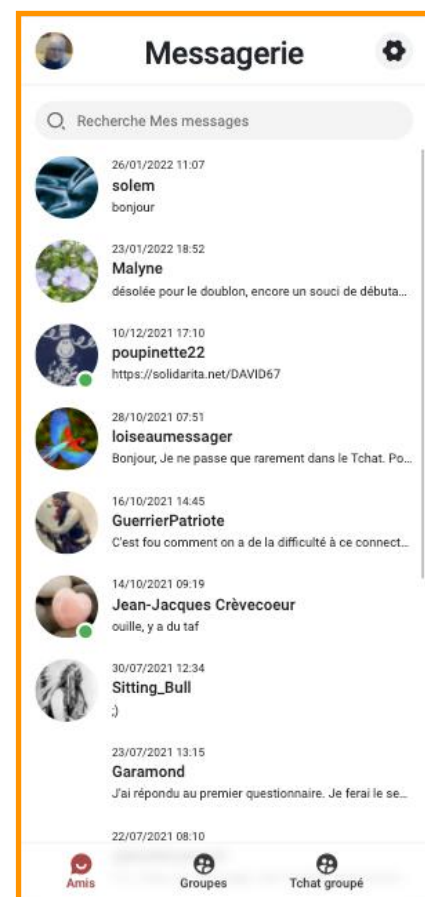 Messagerie
Recherche Mes messages
26/01/2022 11:07
solem
bonjour
23/01/2022 18:52
Malyne
désolée pour le doublon, encore un souci de débuta...
10/12/2021 17:10
poupinette22
https://solidarita.net/DAVID67
28/10/2021 07:51
loiseaumessager
Bonjour, Je ne passe que rarement dans le Tchat. Po...
16/10/2021 14:45
GuerrierPatriote
C'est fou comment on a de la difficulté à ce connect...
14/10/2021 09:19
Jean-Jacques Crèvecoeur
ouille, y a du taf
30/07/2021 12:34
Sitting_Bull
;)
23/07/2021 13:15
Garamond
J'ai répondu au premier questionnaire. Je ferai le se...
22/07/2021 08:10
Amis
Groupes
Tchat groupé